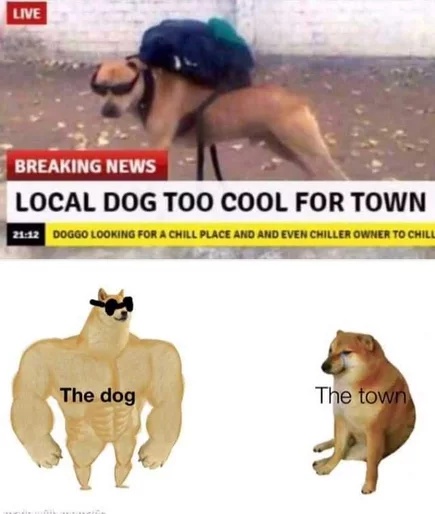 LIVE
BREAKING NEWS
LOCAL DOG TOO COOL FOR TOWN
21:12 DOGGO LOOKING FOR A CHILL PLACE AND AND EVEN CHILLER OWNER TO CHILL
The dog
The town